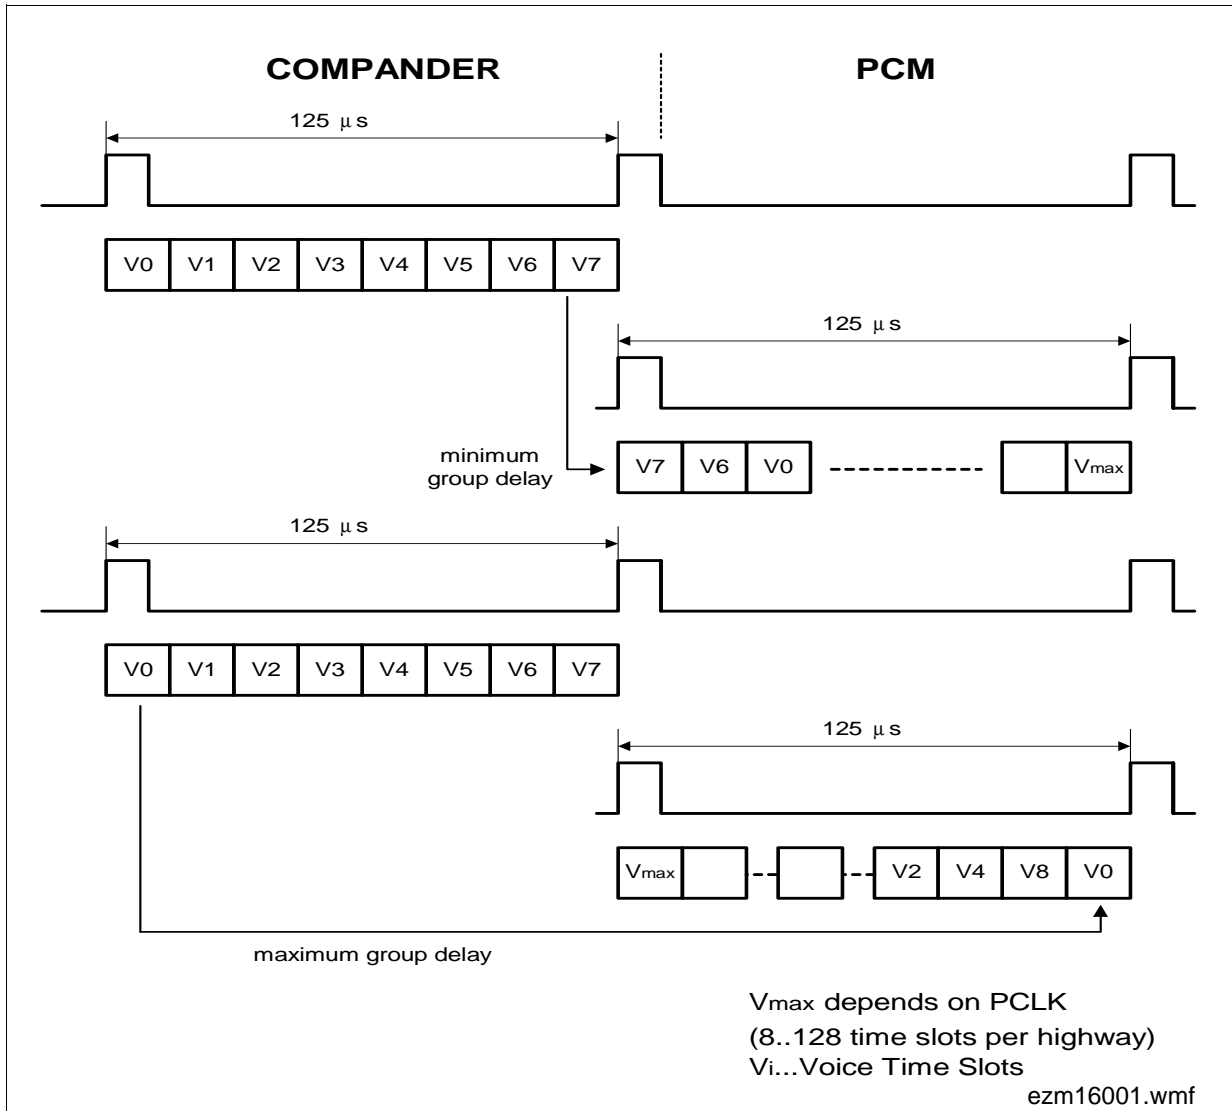 COMPANDER PCM
125 μs
V0 V1 V2 V3 V4 V5 V6 V7
125 μs
minimum
group delay
V7 V6 V0 Vmax
125 μs
V0 V1 V2 V3 V4 V5 V6 V7
125 μs
Vmax V2 V4 V8 V0
maximum group delay
Vmax depends on PCLK
(8..128 time slots per highway)
Vi...Voice Time Slots
ezm16001.wmf